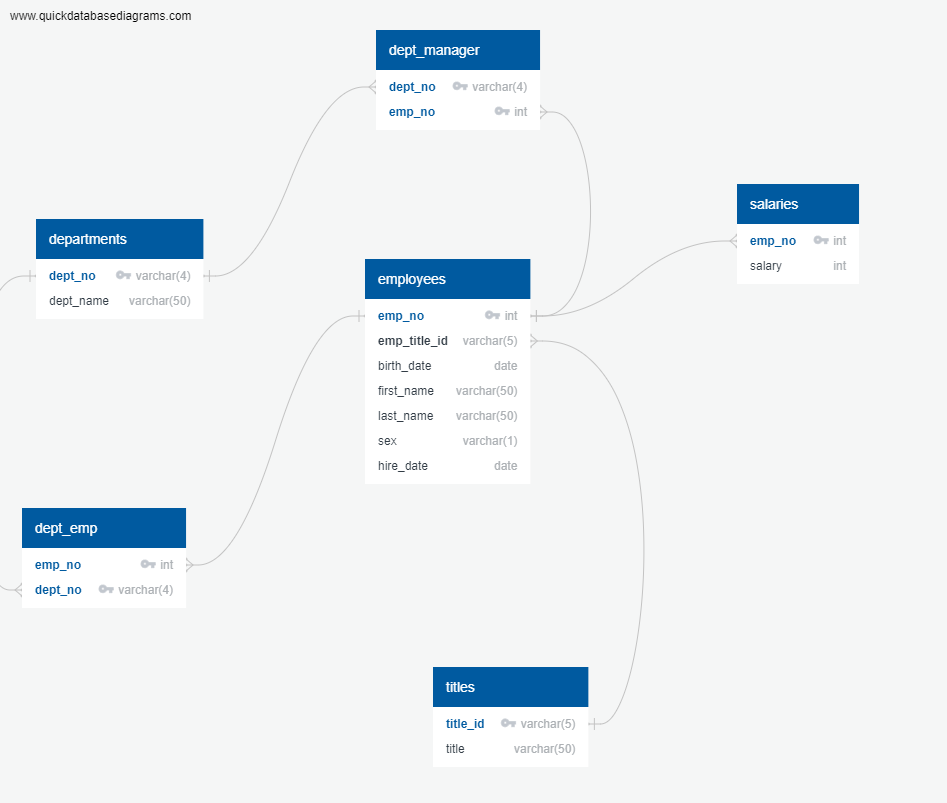 www.quickdatabasediagrams.com
dept_manager
dept_no varchar(4)
emp_no int
departments
dept_no varchar(4)
dept_name varchar(50)
salaries
emp_no int
salary int
employees
emp_no int
emp_title_id varchar(5)
birth_date date
first_name varchar(50)
last_name varchar(50)
sex varchar(1)
hire_date date
dept_emp
emp_no int
dept_no varchar(4)
titles
title_id varchar(5)
title varchar(50)